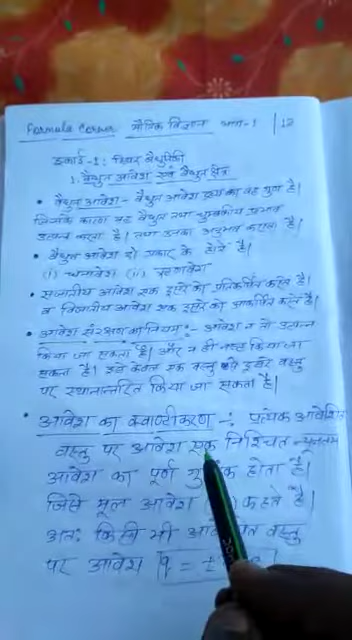 Formula Corner भौतिक विज्ञान भाग-1 | 12
इकाई-1: स्थिर वैद्युतिकी
1. वैद्युत आवेश एवं वैद्युत क्षेत्र
• वैद्युत आवेश - वैद्युत आवेश द्रव्य का वह गुण है।
जिसके कारण वह वैद्युत तथा चुम्बकीय प्रभाव
उत्पन्न करता है। तथा उनका अनुभव करता है।
• वैद्युत आवेश दो प्रकार के होते हैं।
(i) धनावेश (ii) ऋणावेश
• सजातीय आवेश एक दूसरे को प्रतिकर्षित करते हैं।
व विजातीय आवेश एक दूसरे को आकर्षित करते हैं।
• आवेश संरक्षण का नियम :- आवेश न तो उत्पन्न
किया जा सकता है। और न ही नष्ट किया जा
सकता है। इसे केवल एक वस्तु से दूसरे वस्तु
पर स्थानान्तरित किया जा सकता है।
• आवेश का क्वाण्टीकरण -: प्रत्येक आवेशित
वस्तु पर आवेश एक निश्चित न्यूनतम
आवेश का पूर्ण होता है।
जिसे मूल आवेश कहते है।
अतः किसी भी वस्तु
पर आवेश q = ±